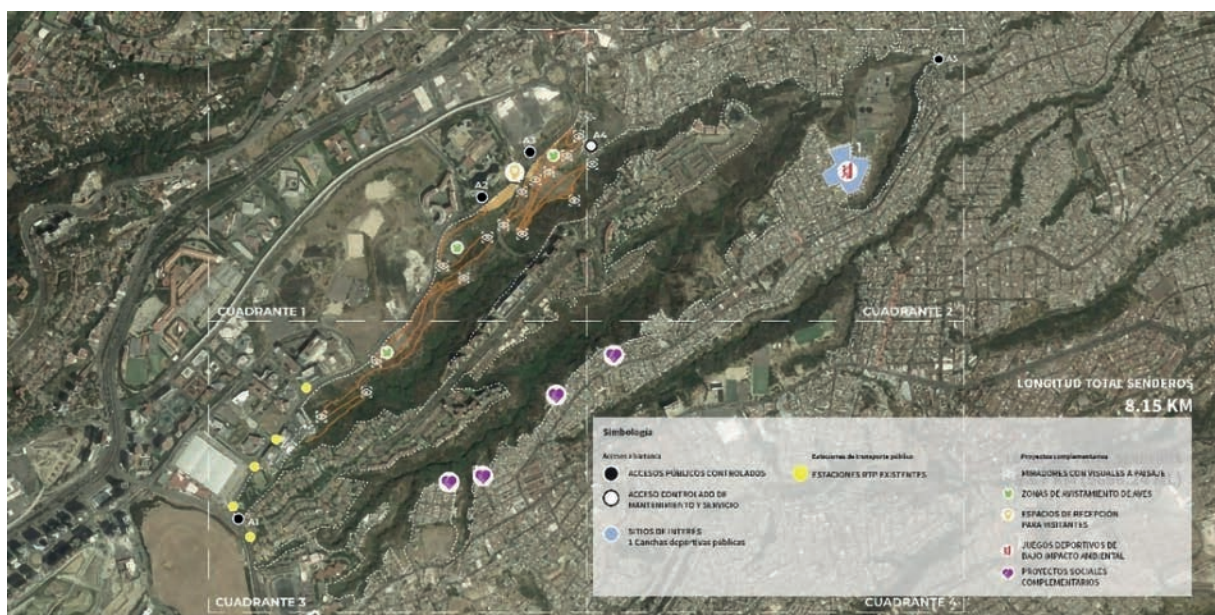 A5
1
A4
A3
A2
CUADRANTE 1
CUADRANTE 2
LONGITUD TOTAL SENDEROS
8.15 KM
Simbología
ACCESOS PÚBLICOS CONTROLADOS
ACCESO CONTROLADO DE
MANTENIMIENTO Y SERVICIO
SITIOS DE INTERÉS
1 Canchas deportivas públicas
Estaciones de transporte público
ESTACIONES RTP EXISTENTES
Proyectos complementarios
MIRADORES CON VISUALES A PAISAJE
ZONAS DE AVISTAMIENTO DE AVES
ESPACIOS DE RECEPCIÓN
PARA VISITANTES
JUEGOS DEPORTIVOS DE
BAJO IMPACTO AMBIENTAL
PROYECTOS SOCIALES
COMPLEMENTARIOS
A1
CUADRANTE 3
CUADRANTE 4